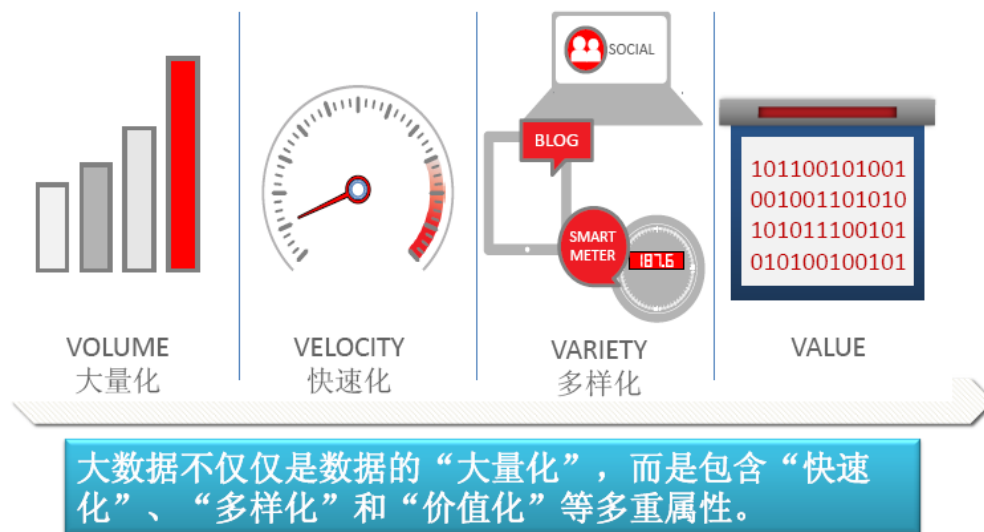 SOCIAL
BLOG
SMART
METER
187.6
101100101001
001001101010
101011100101
010100100101
VOLUME
大量化
VELOCITY
快速化
VARIETY
多样化
VALUE
大数据不仅仅是数据的“大量化”，而是包含“快速
化”、“多样化”和“价值化”等多重属性。